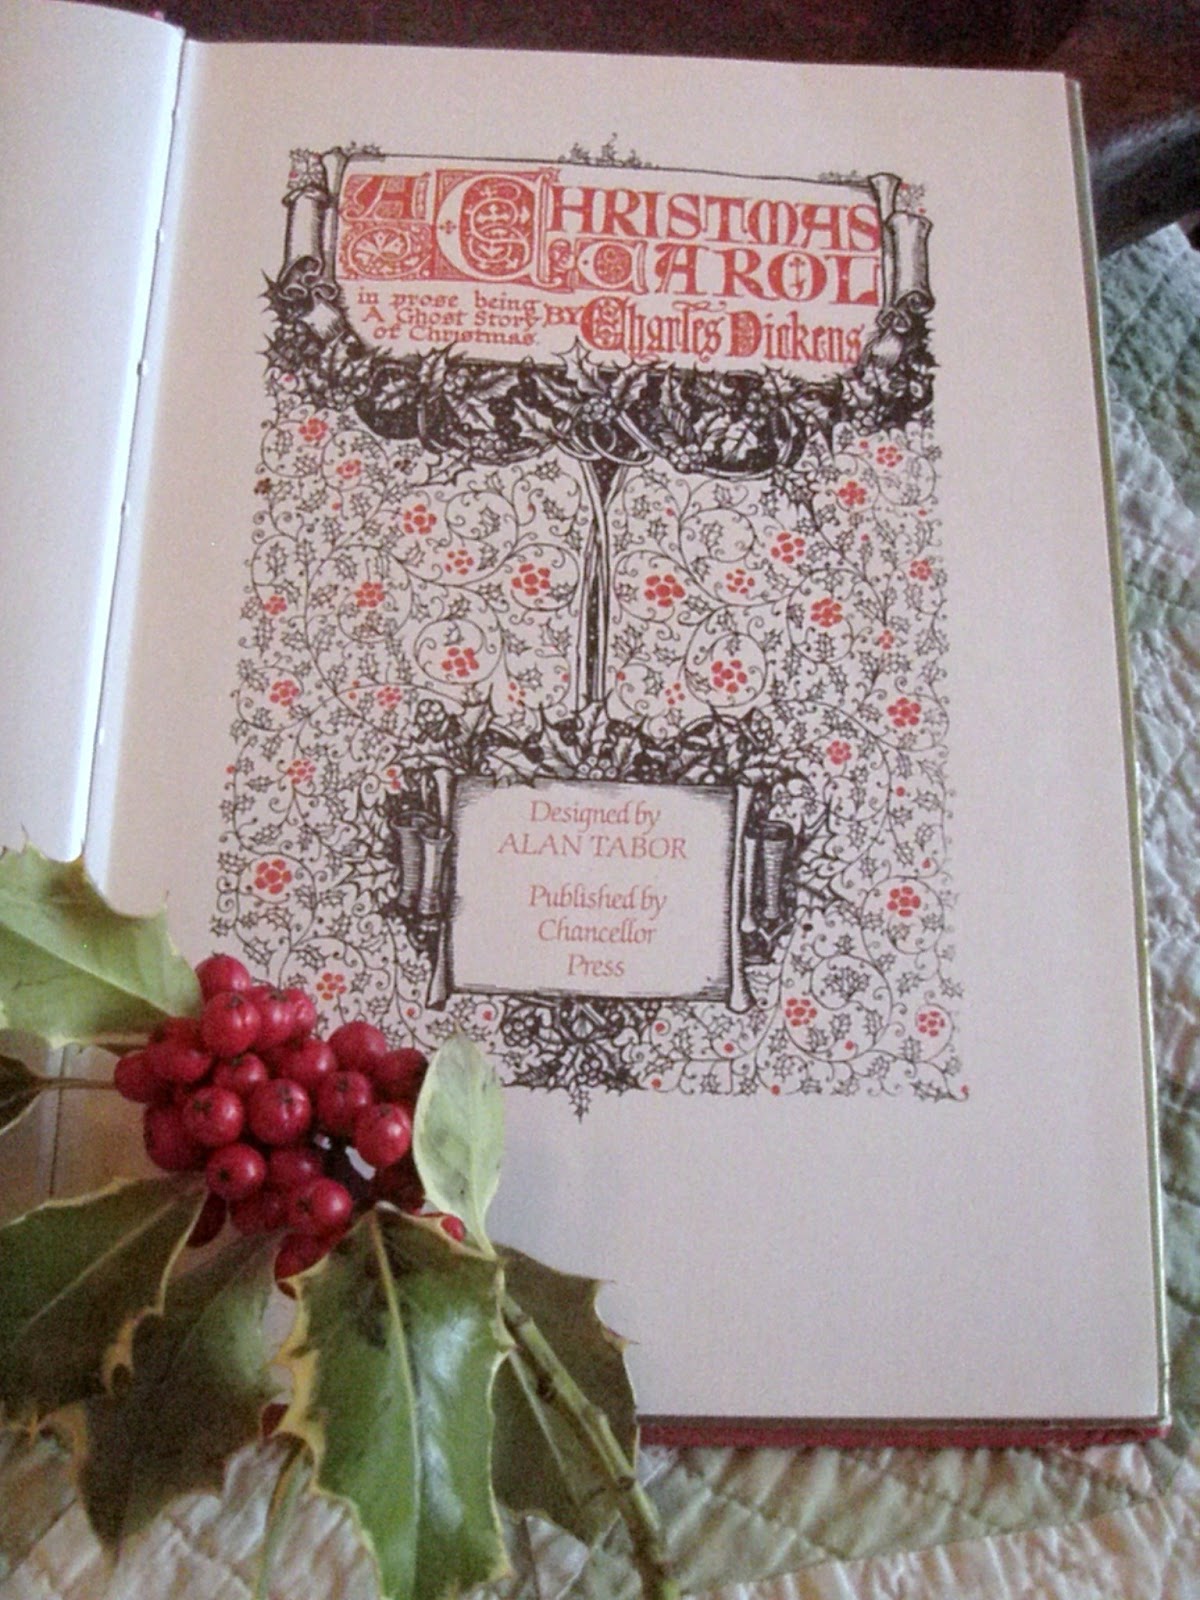 A CHRISTMAS
CAROL
in prose being
A Ghost Story
of Christmas.
BY Charles Dickens
Designed by
ALAN TABOR
Published by
Chancellor
Press